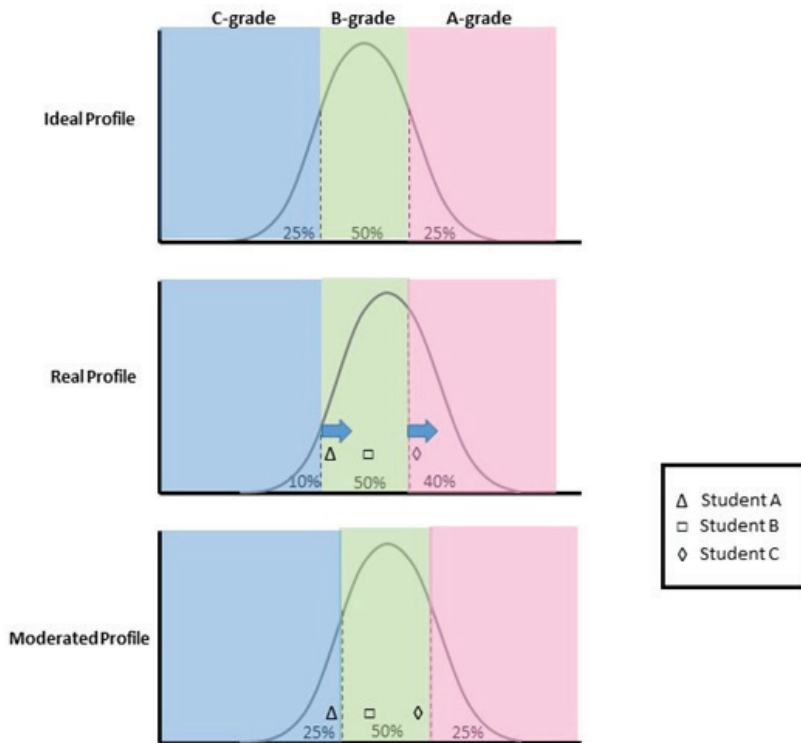 C-grade B-grade A-grade
Ideal Profile
25% 50% 25%
Real Profile
10% 50% 40%
Student A
Student B
Student C
Moderated Profile
25% 50% 25%